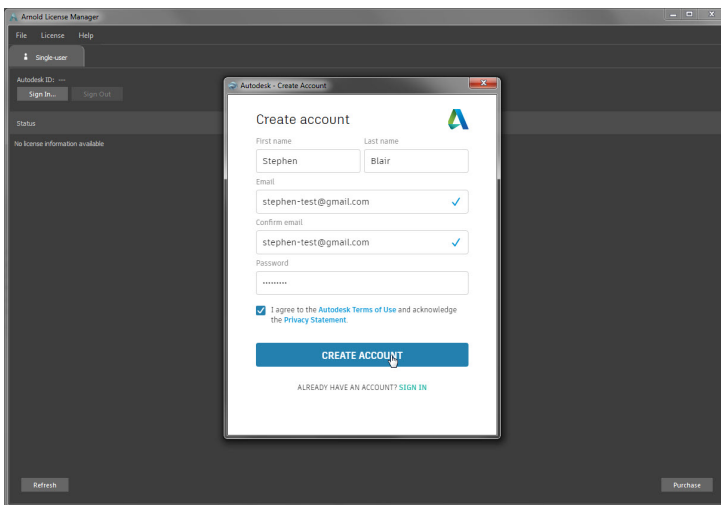 Arnold License Manager
File License Help
Single-user
Autodesk ID: ---
Sign In... Sign Out
Status
No license information available
Autodesk - Create Account
Create account
First name Last name
Stephen Blair
Email
stephen-test@gmail.com
Confirm email
stephen-test@gmail.com
Password
•••••••••
I agree to the Autodesk Terms of Use and acknowledge
the Privacy Statement.
CREATE ACCOUNT
ALREADY HAVE AN ACCOUNT? SIGN IN
Refresh Purchase